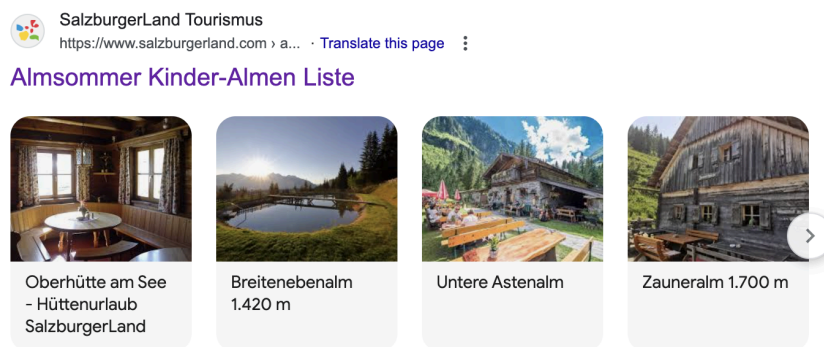 SalzburgerLand Tourismus
https://www.salzburgerland.com › a... · Translate this page
Almsommer Kinder-Almen Liste
Oberhütte am See
- Hüttenurlaub
SalzburgerLand
Breitenebenalm
1.420 m
Untere Astenalm
Zauneralm 1.700 m